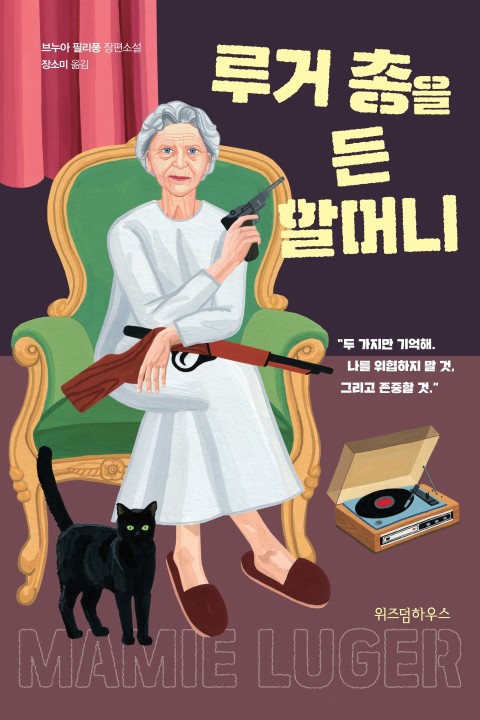 브누아 필리퐁 장편소설
장소미 옮김
루거 총을
든
할머니
"두 가지만 기억해.
나를 위협하지 말 것,
그리고 존중할 것."
위즈덤하우스
MAMIE LUGER